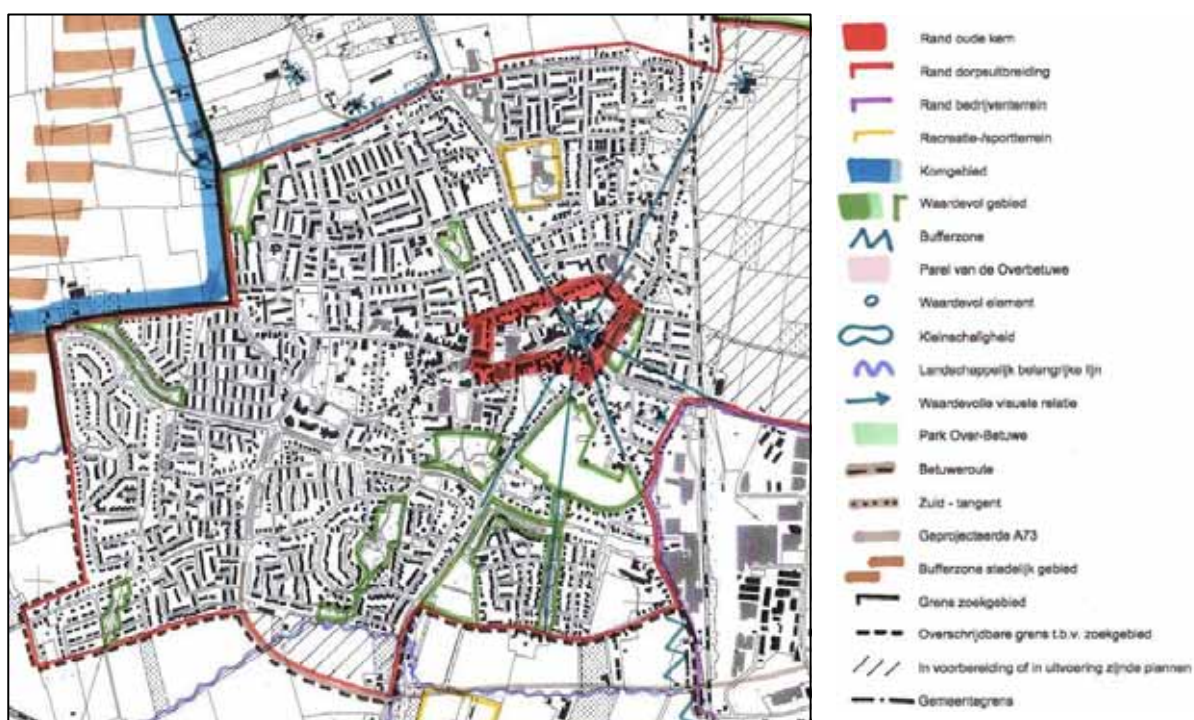 Rand oude kern
Rand dorpsuitbreiding
Rand bedrijventerrein
Recreatie-/sportterrein
Komgebied
Waardevol gebied
Bufferzone
Parel van de Overbetuwe
Waardevol element
Kleinschaligheid
Landschappelijk belangrijke lijn
Waardevolle visuele relatie
Park Over-Betuwe
Betuweroute
Zuid - tangent
Geprojecteerde A73
Bufferzone stedelijk gebied
Grens zoekgebied
Overschrijdbare grens t.b.v. zoekgebied
In voorbereiding of in uitvoering zijnde plannen
Gemeentegrens